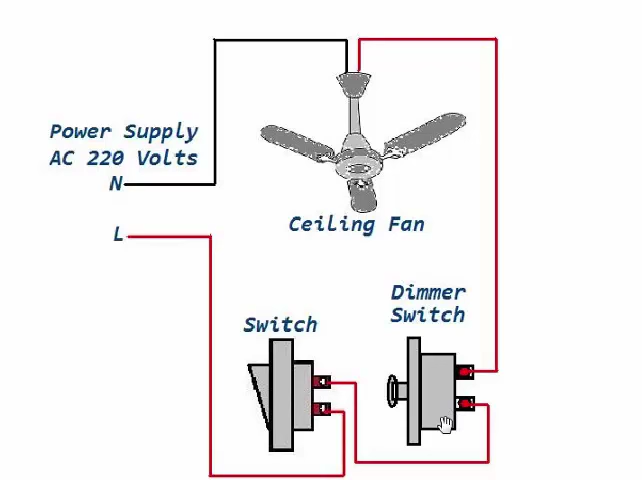 Power Supply
AC 220 Volts
N
L
Ceiling Fan
Dimmer
Switch
Switch